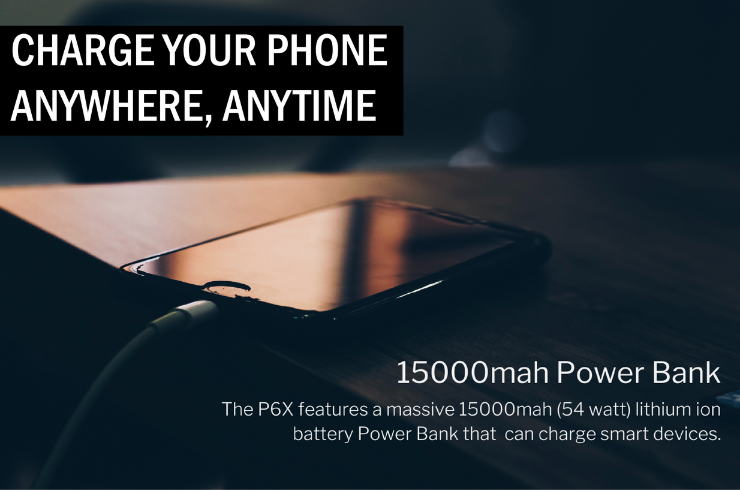 CHARGE YOUR PHONE
ANYWHERE, ANYTIME
15000mah Power Bank
The P6X features a massive 15000mah (54 watt) lithium ion
battery Power Bank that  can charge smart devices.